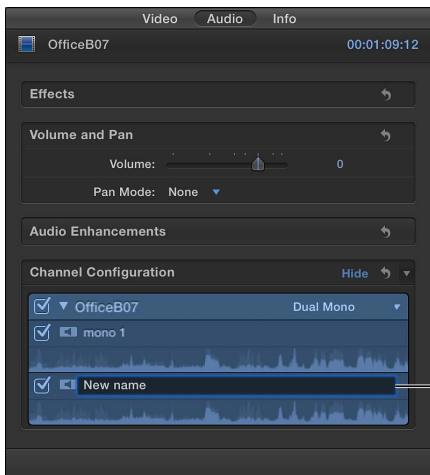 Video Audio Info
OfficeB07 00:01:09:12
Effects
Volume and Pan
Volume: 0
Pan Mode: None
Audio Enhancements
Channel Configuration Hide
OfficeB07 Dual Mono
mono 1
New name